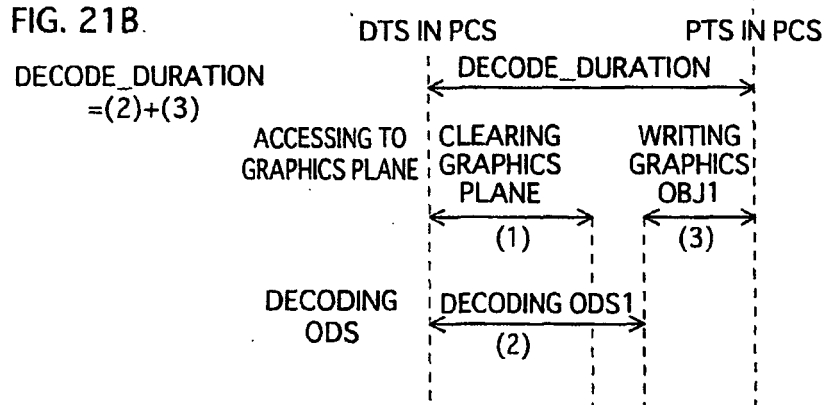 FIG. 21B.
DTS IN PCS
PTS IN PCS
DECODE_DURATION
=(2)+(3)
DECODE_DURATION
ACCESSING TO
GRAPHICS PLANE
CLEARING
GRAPHICS
PLANE
(1)
WRITING
GRAPHICS
OBJ1
(3)
DECODING
ODS
DECODING ODS1
(2)